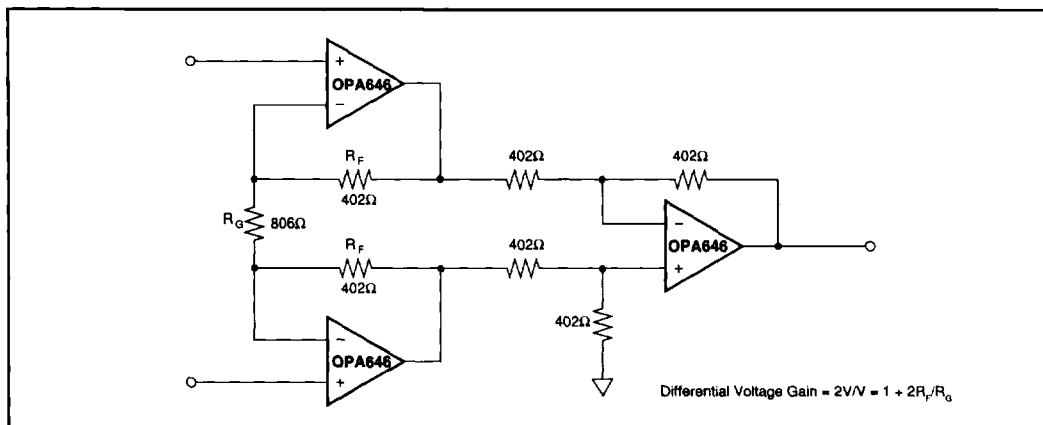 +
OPA646
−
R_F
402Ω
402Ω
402Ω
R_G
806Ω
−
OPA646
+
R_F
402Ω
402Ω
402Ω
−
OPA646
+
Differential Voltage Gain = 2V/V = 1 + 2R_F/R_G